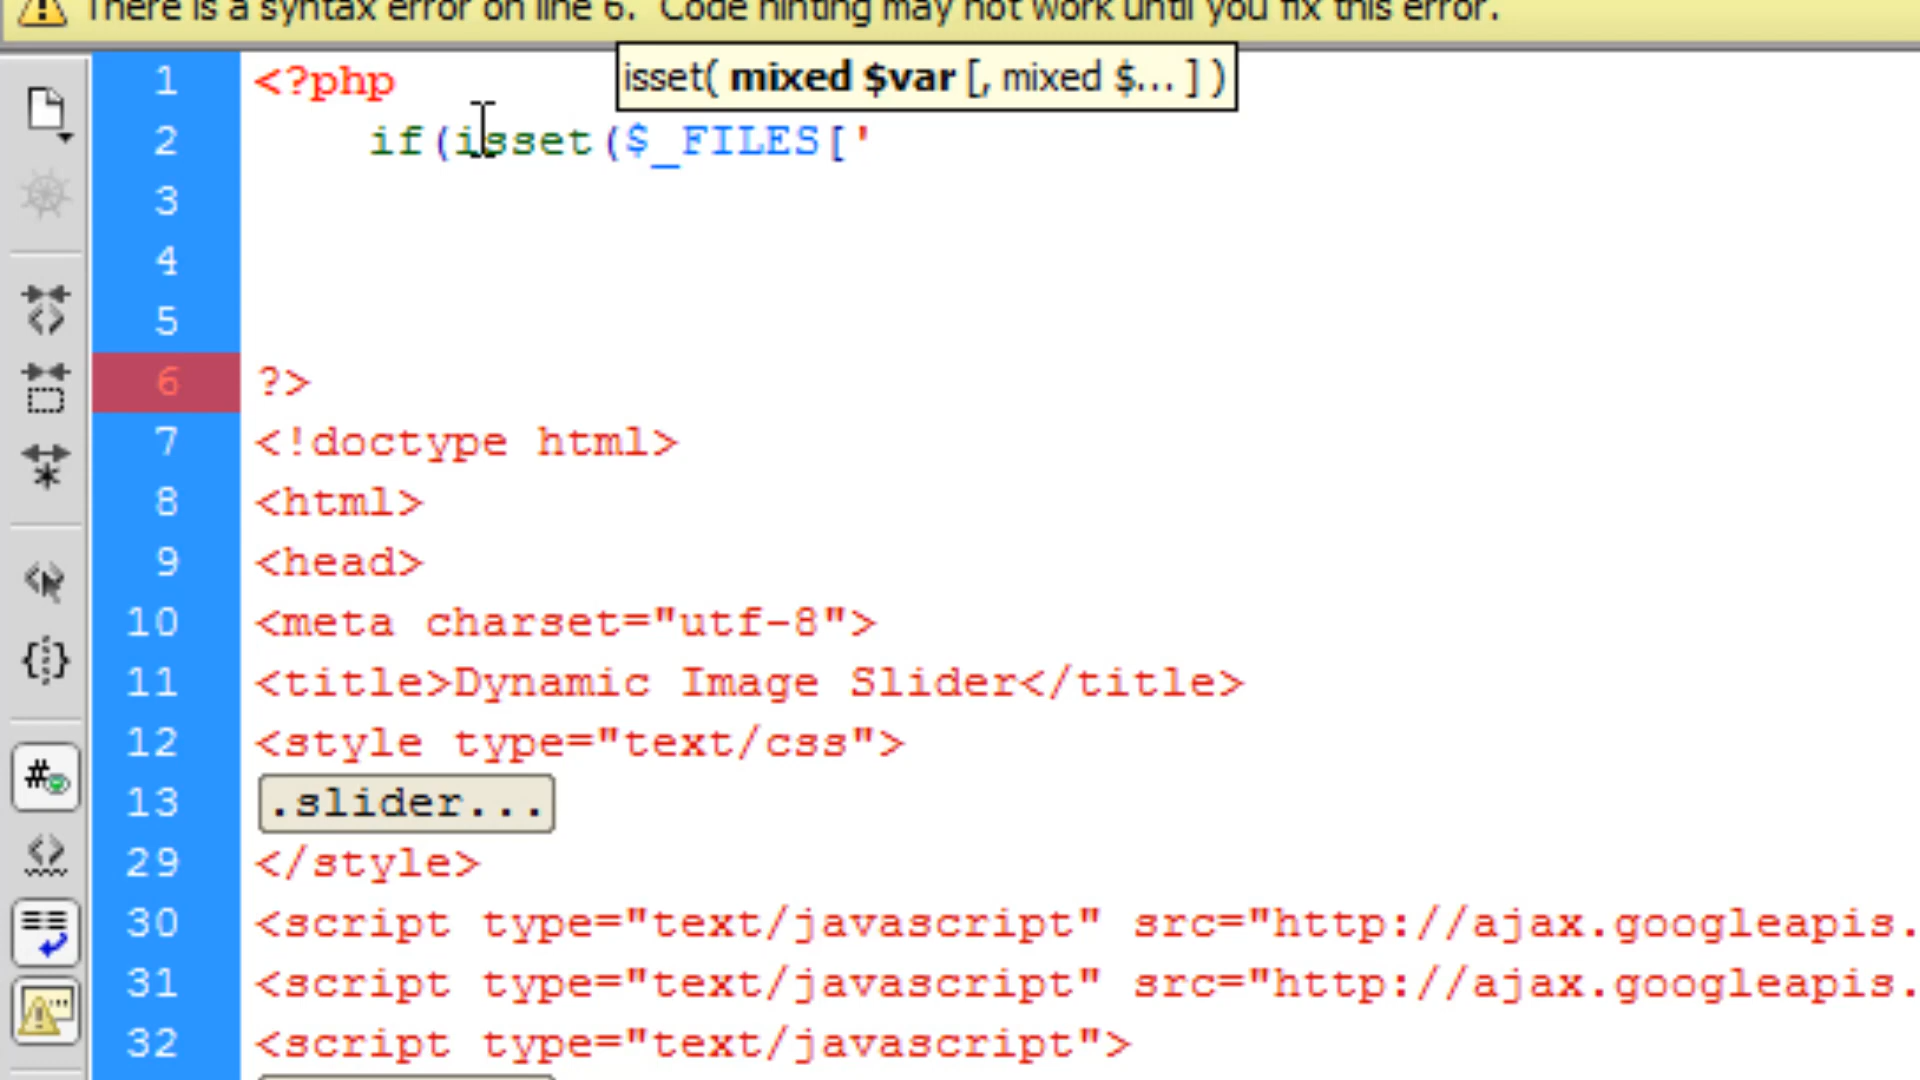 There is a syntax error on line 6. Code hinting may not work until you fix this error.
isset( mixed $var [, mixed $... ] )
1 <?php
2 if(isset($_FILES['
3
4
5
6 ?>
7 <!doctype html>
8 <html>
9 <head>
10 <meta charset="utf-8">
11 <title>Dynamic Image Slider</title>
12 <style type="text/css">
13 .slider...
29 </style>
30 <script type="text/javascript" src="http://ajax.googleapis.
31 <script type="text/javascript" src="http://ajax.googleapis.
32 <script type="text/javascript">